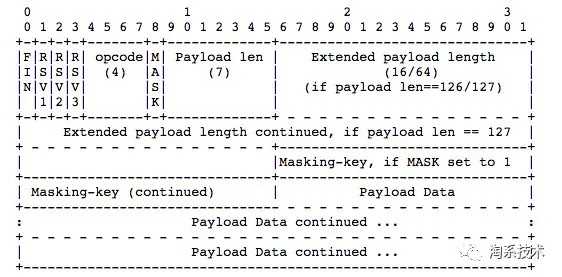 0                   1                   2                   3
0 1 2 3 4 5 6 7 8 9 0 1 2 3 4 5 6 7 8 9 0 1 2 3 4 5 6 7 8 9 0 1
+-+-+-+-+-------+-+-------------+-------------------------------+
|F|R|R|R| opcode|M| Payload len |    Extended payload length    |
|I|S|S|S|  (4)  |A|     (7)     |             (16/64)           |
|N|V|V|V|       |S|             |   (if payload len==126/127)   |
| |1|2|3|       |K|             |                               |
+-+-+-+-+-------+-+-------------+ - - - - - - - - - - - - - - - +
|     Extended payload length continued, if payload len == 127  |
+ - - - - - - - - - - - - - - - +-------------------------------+
|                               |Masking-key, if MASK set to 1  |
+-------------------------------+-------------------------------+
| Masking-key (continued)       |          Payload Data         |
+-------------------------------- - - - - - - - - - - - - - - - +
:                     Payload Data continued ...                :
+ - - - - - - - - - - - - - - - - - - - - - - - - - - - - - - - +
|                     Payload Data continued ...                |
+---------------------------------------------------------------+
淘系技术